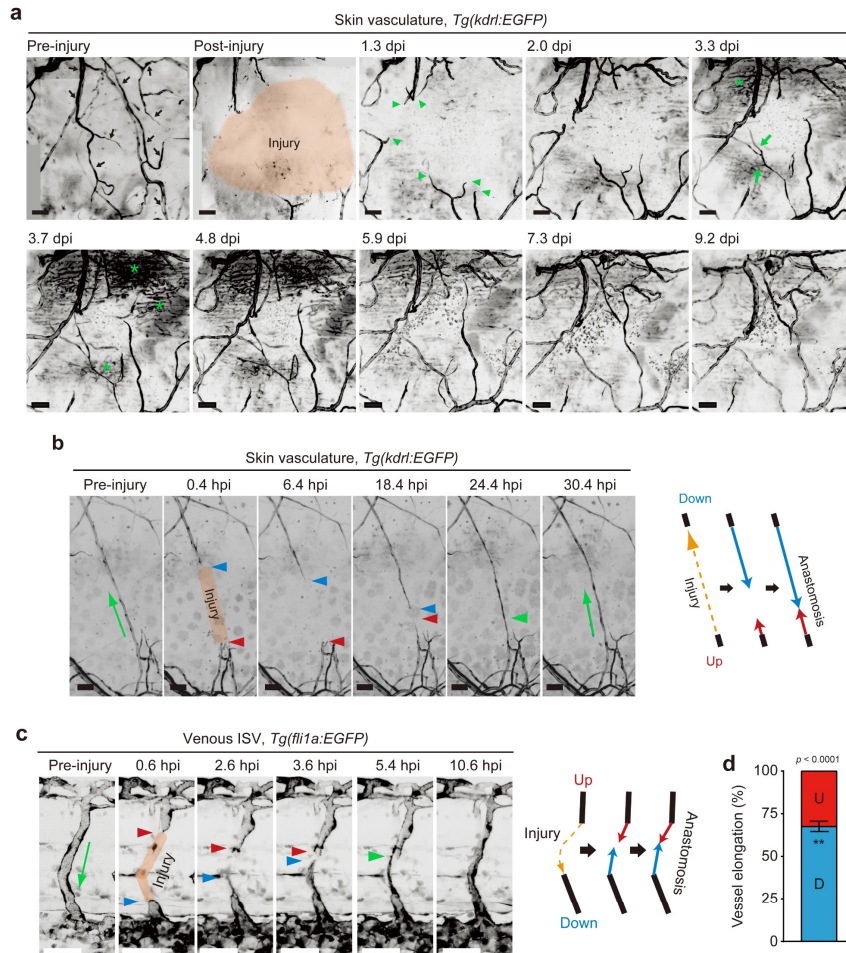 a
Skin vasculature, Tg(kdrl:EGFP)
Pre-injury Post-injury 1.3 dpi 2.0 dpi 3.3 dpi
Injury
*
3.7 dpi 4.8 dpi 5.9 dpi 7.3 dpi 9.2 dpi
*
*
*
b
Skin vasculature, Tg(kdrl:EGFP)
Pre-injury 0.4 hpi 6.4 hpi 18.4 hpi 24.4 hpi 30.4 hpi
Injury
Down
Injury
Anastomosis
Up
c
Venous ISV, Tg(fli1a:EGFP)
Pre-injury 0.6 hpi 2.6 hpi 3.6 hpi 5.4 hpi 10.6 hpi
Injury
Up
Injury
Anastomosis
Down
d
p < 0.0001
Vessel elongation (%)
100
75
50
25
0
U
**
D